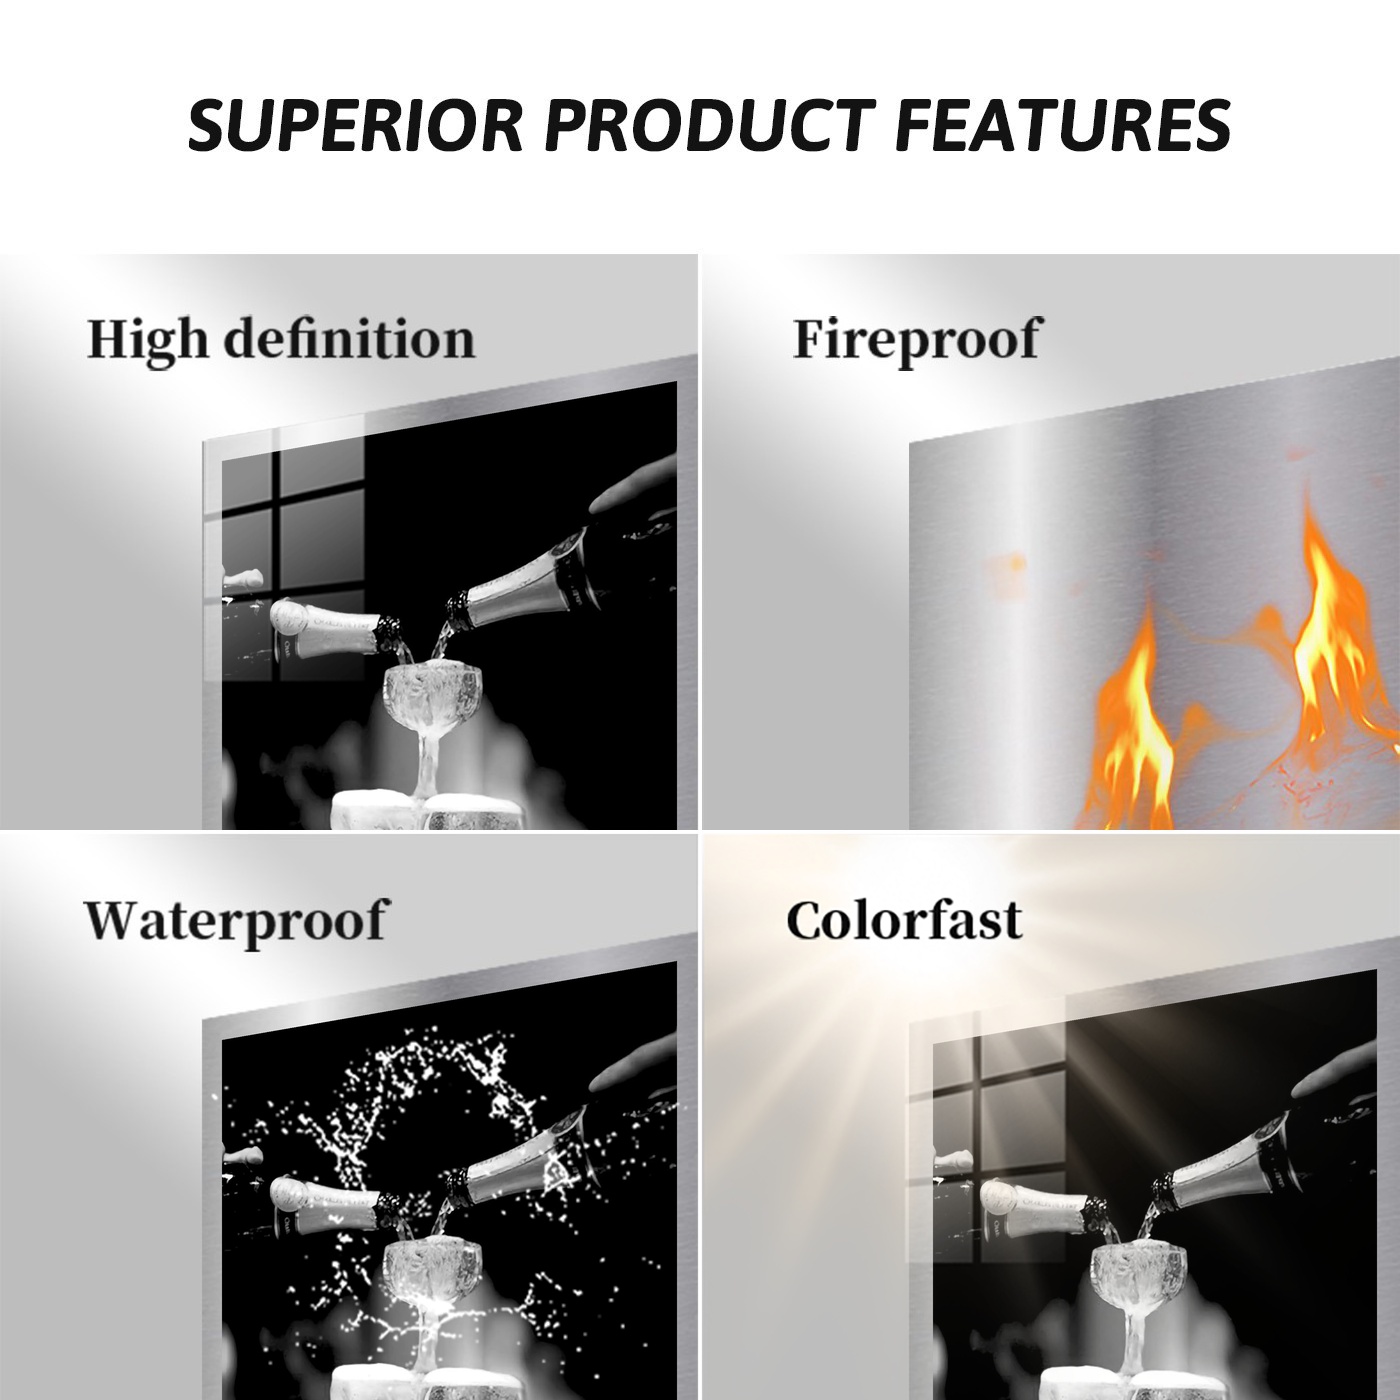 SUPERIOR PRODUCT FEATURES
High definition
Fireproof
Waterproof
Colorfast